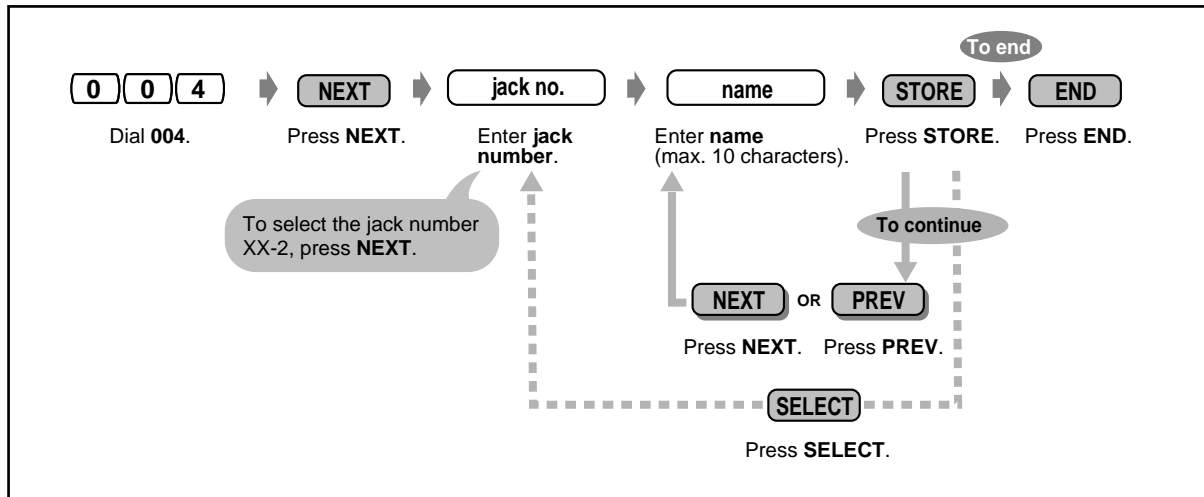 To end
0 0 4 NEXT jack no. name STORE END
Dial 004. Press NEXT. Enter jack number. Enter name (max. 10 characters). Press STORE. Press END.
To select the jack number
XX-2, press NEXT.
To continue
NEXT OR PREV
Press NEXT. Press PREV.
SELECT
Press SELECT.